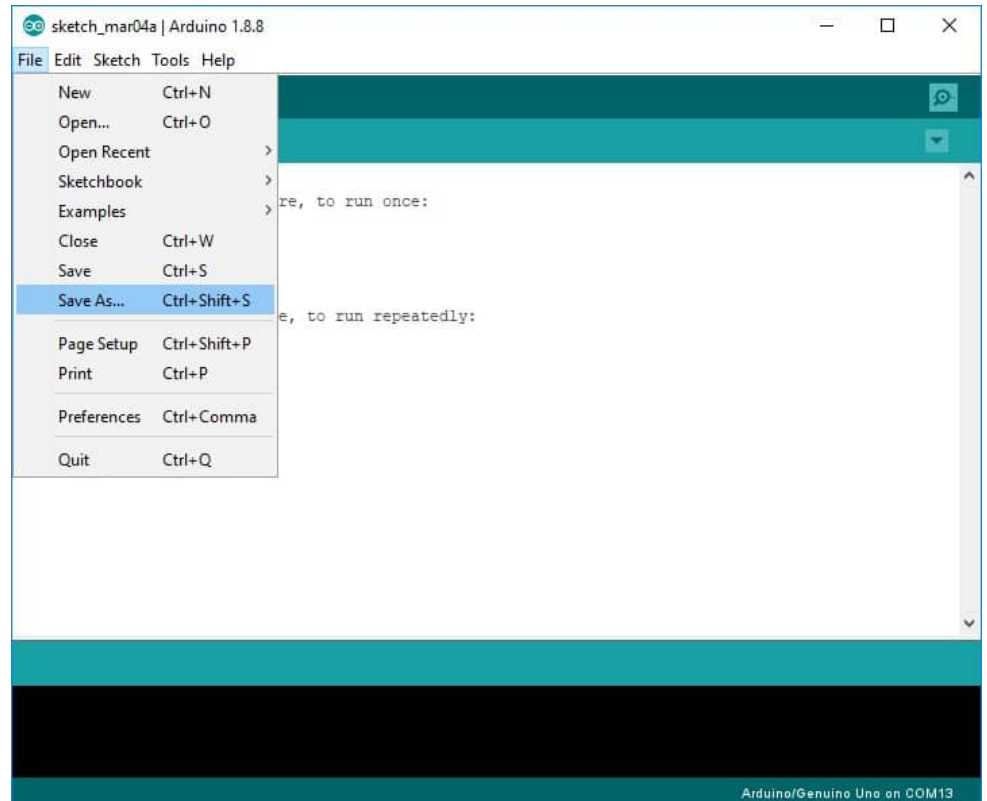 sketch_mar04a | Arduino 1.8.8
File Edit Sketch Tools Help
New Ctrl+N
Open... Ctrl+O
Open Recent
Sketchbook
Examples
Close Ctrl+W
Save Ctrl+S
Save As... Ctrl+Shift+S
Page Setup Ctrl+Shift+P
Print Ctrl+P
Preferences Ctrl+Comma
Quit Ctrl+Q
re, to run once:
e, to run repeatedly:
Arduino/Genuino Uno on COM13